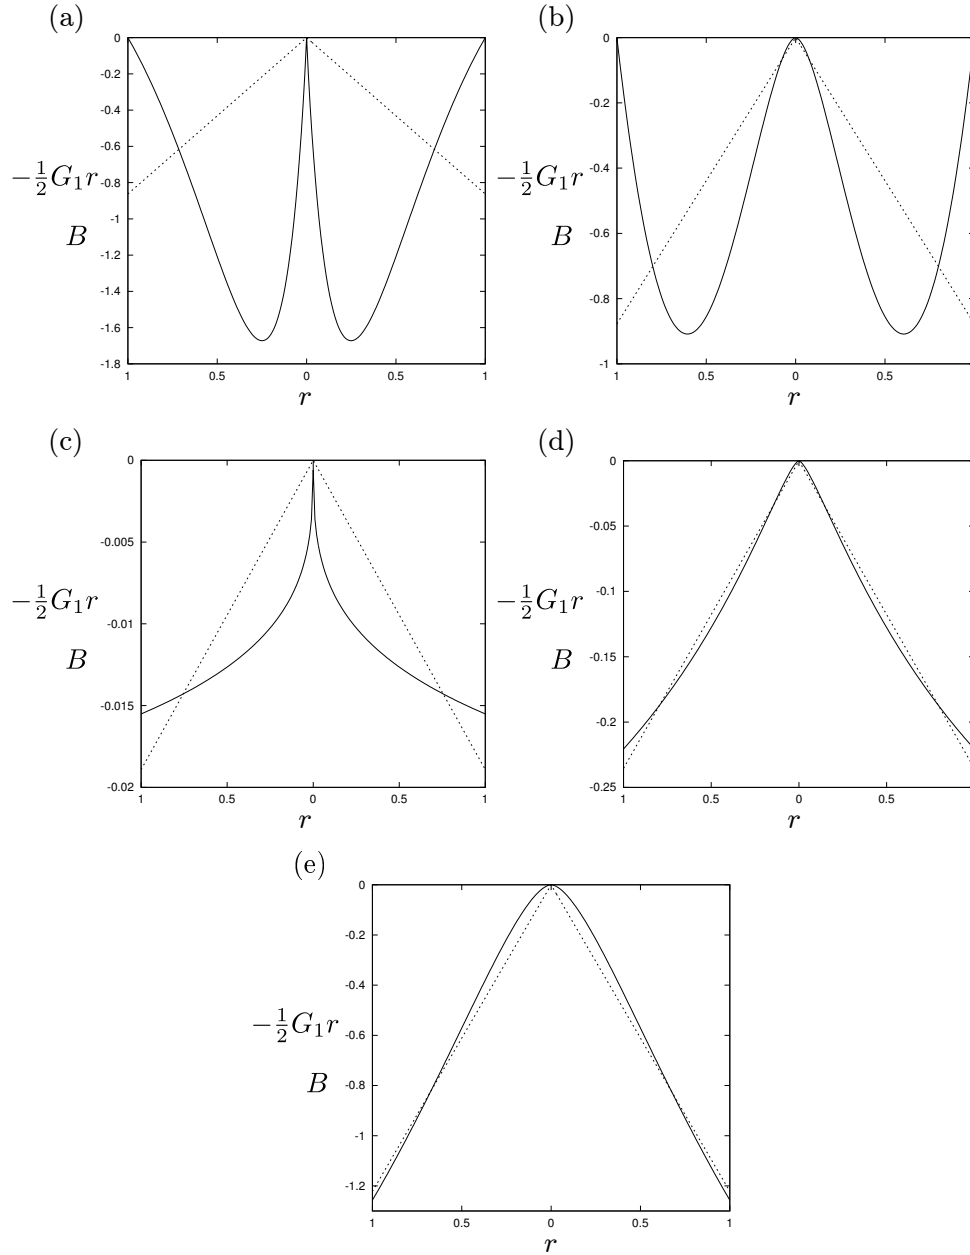 (a) (b)
0
-0.2
-0.4
-0.6
-0.8
-1
-1.2
-1.4
-1.6
-1.8
1 0.5 0 0.5 1
r
−½G₁r
B
0
-0.2
-0.4
-0.6
-0.8
-1
1 0.5 0 0.5
r
−½G₁r
B
(c) (d)
0
-0.005
-0.01
-0.015
-0.02
1 0.5 0 0.5 1
r
−½G₁r
B
0
-0.05
-0.1
-0.15
-0.2
-0.25
1 0.5 0 0.5
r
−½G₁r
B
(e)
0
-0.2
-0.4
-0.6
-0.8
-1
-1.2
1 0.5 0 0.5 1
r
−½G₁r
B